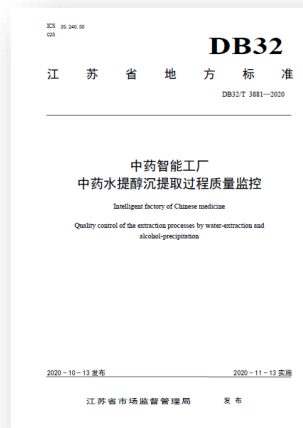 ICS 35.240.50
C25
DB32
江苏省地方标准
DB32/T 3881—2020
中药智能工厂
中药水提醇沉提取过程质量监控
Intelligent factory of Chinese medicine
Quality control of the extraction processes by water-extraction and
alcohol-precipitation
2020-10-13 发布 2020-11-13 实施
江苏省市场监督管理局 发布